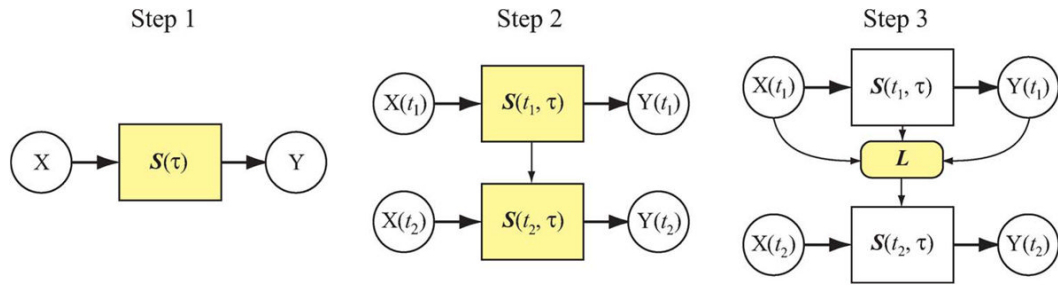 Step 1
X
S(τ)
Y
Step 2
X(t₁)
S(t₁, τ)
Y(t₁)
X(t₂)
S(t₂, τ)
Y(t₂)
Step 3
X(t₁)
S(t₁, τ)
Y(t₁)
L
X(t₂)
S(t₂, τ)
Y(t₂)